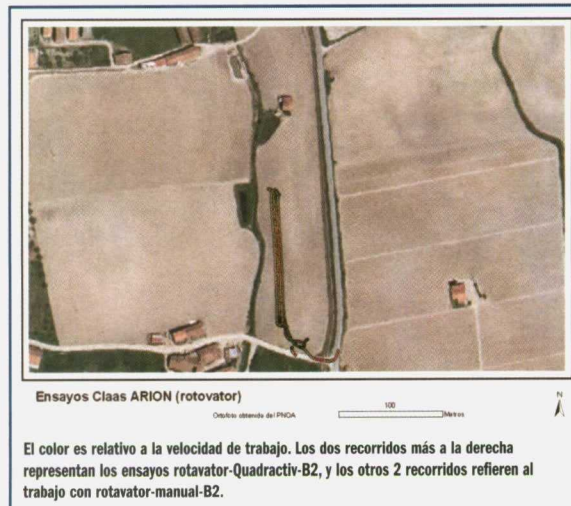 Ensayos Claas ARION (rotovator)
Ortofoto obtenida del PNOA
100
Metros
N
El color es relativo a la velocidad de trabajo. Los dos recorridos más a la derecha
representan los ensayos rotavator-Quadractiv-B2, y los otros 2 recorridos refieren al
trabajo con rotavator-manual-B2.